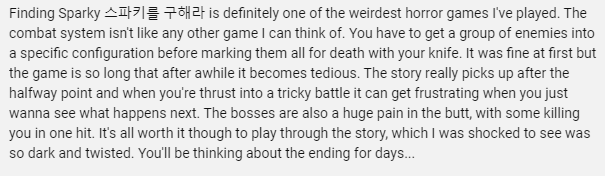 Finding Sparky 스파키를 구해라 is definitely one of the weirdest horror games I've played. The
combat system isn't like any other game I can think of. You have to get a group of enemies into
a specific configuration before marking them all for death with your knife. It was fine at first but
the game is so long that after awhile it becomes tedious. The story really picks up after the
halfway point and when you're thrust into a tricky battle it can get frustrating when you just
wanna see what happens next. The bosses are also a huge pain in the butt, with some killing
you in one hit. It's all worth it though to play through the story, which I was shocked to see was
so dark and twisted. You'll be thinking about the ending for days...